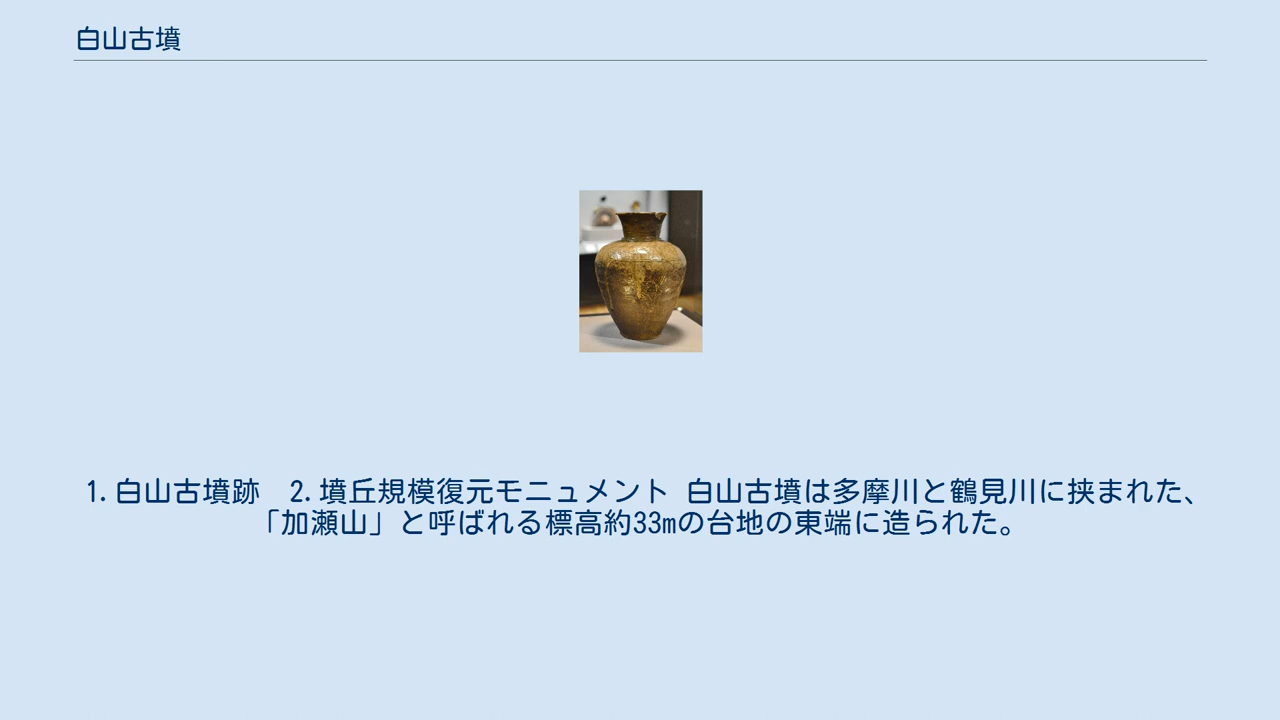 白山古墳
1.白山古墳跡　2.墳丘規模復元モニュメント 白山古墳は多摩川と鶴見川に挟まれた、
「加瀬山」と呼ばれる標高約33mの台地の東端に造られた。